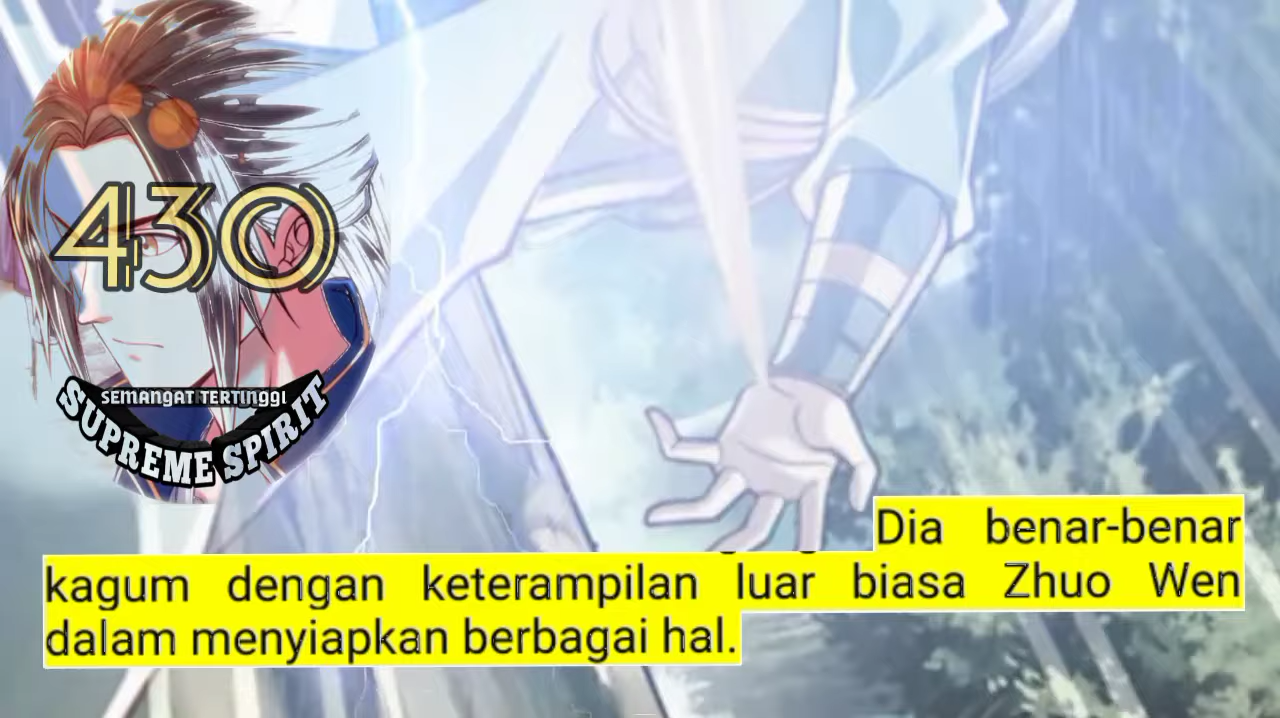 430
SEMANGAT TERTINGGI
SUPREME SPIRIT
Dia benar-benar
kagum dengan keterampilan luar biasa Zhuo Wen
dalam menyiapkan berbagai hal.